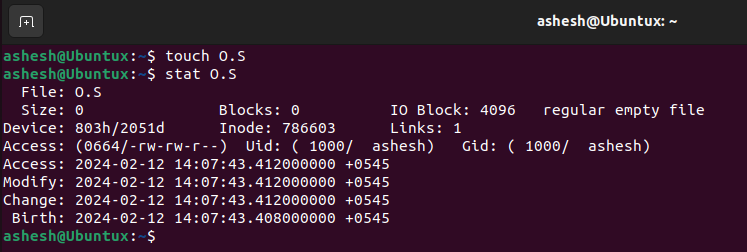 ashesh@Ubuntux: ~
ashesh@Ubuntux:~$ touch O.S
ashesh@Ubuntux:~$ stat O.S
  File: O.S
  Size: 0               Blocks: 0          IO Block: 4096   regular empty file
Device: 803h/2051d      Inode: 786603      Links: 1
Access: (0664/-rw-rw-r--)  Uid: ( 1000/  ashesh)   Gid: ( 1000/  ashesh)
Access: 2024-02-12 14:07:43.412000000 +0545
Modify: 2024-02-12 14:07:43.412000000 +0545
Change: 2024-02-12 14:07:43.412000000 +0545
 Birth: 2024-02-12 14:07:43.408000000 +0545
ashesh@Ubuntux:~$